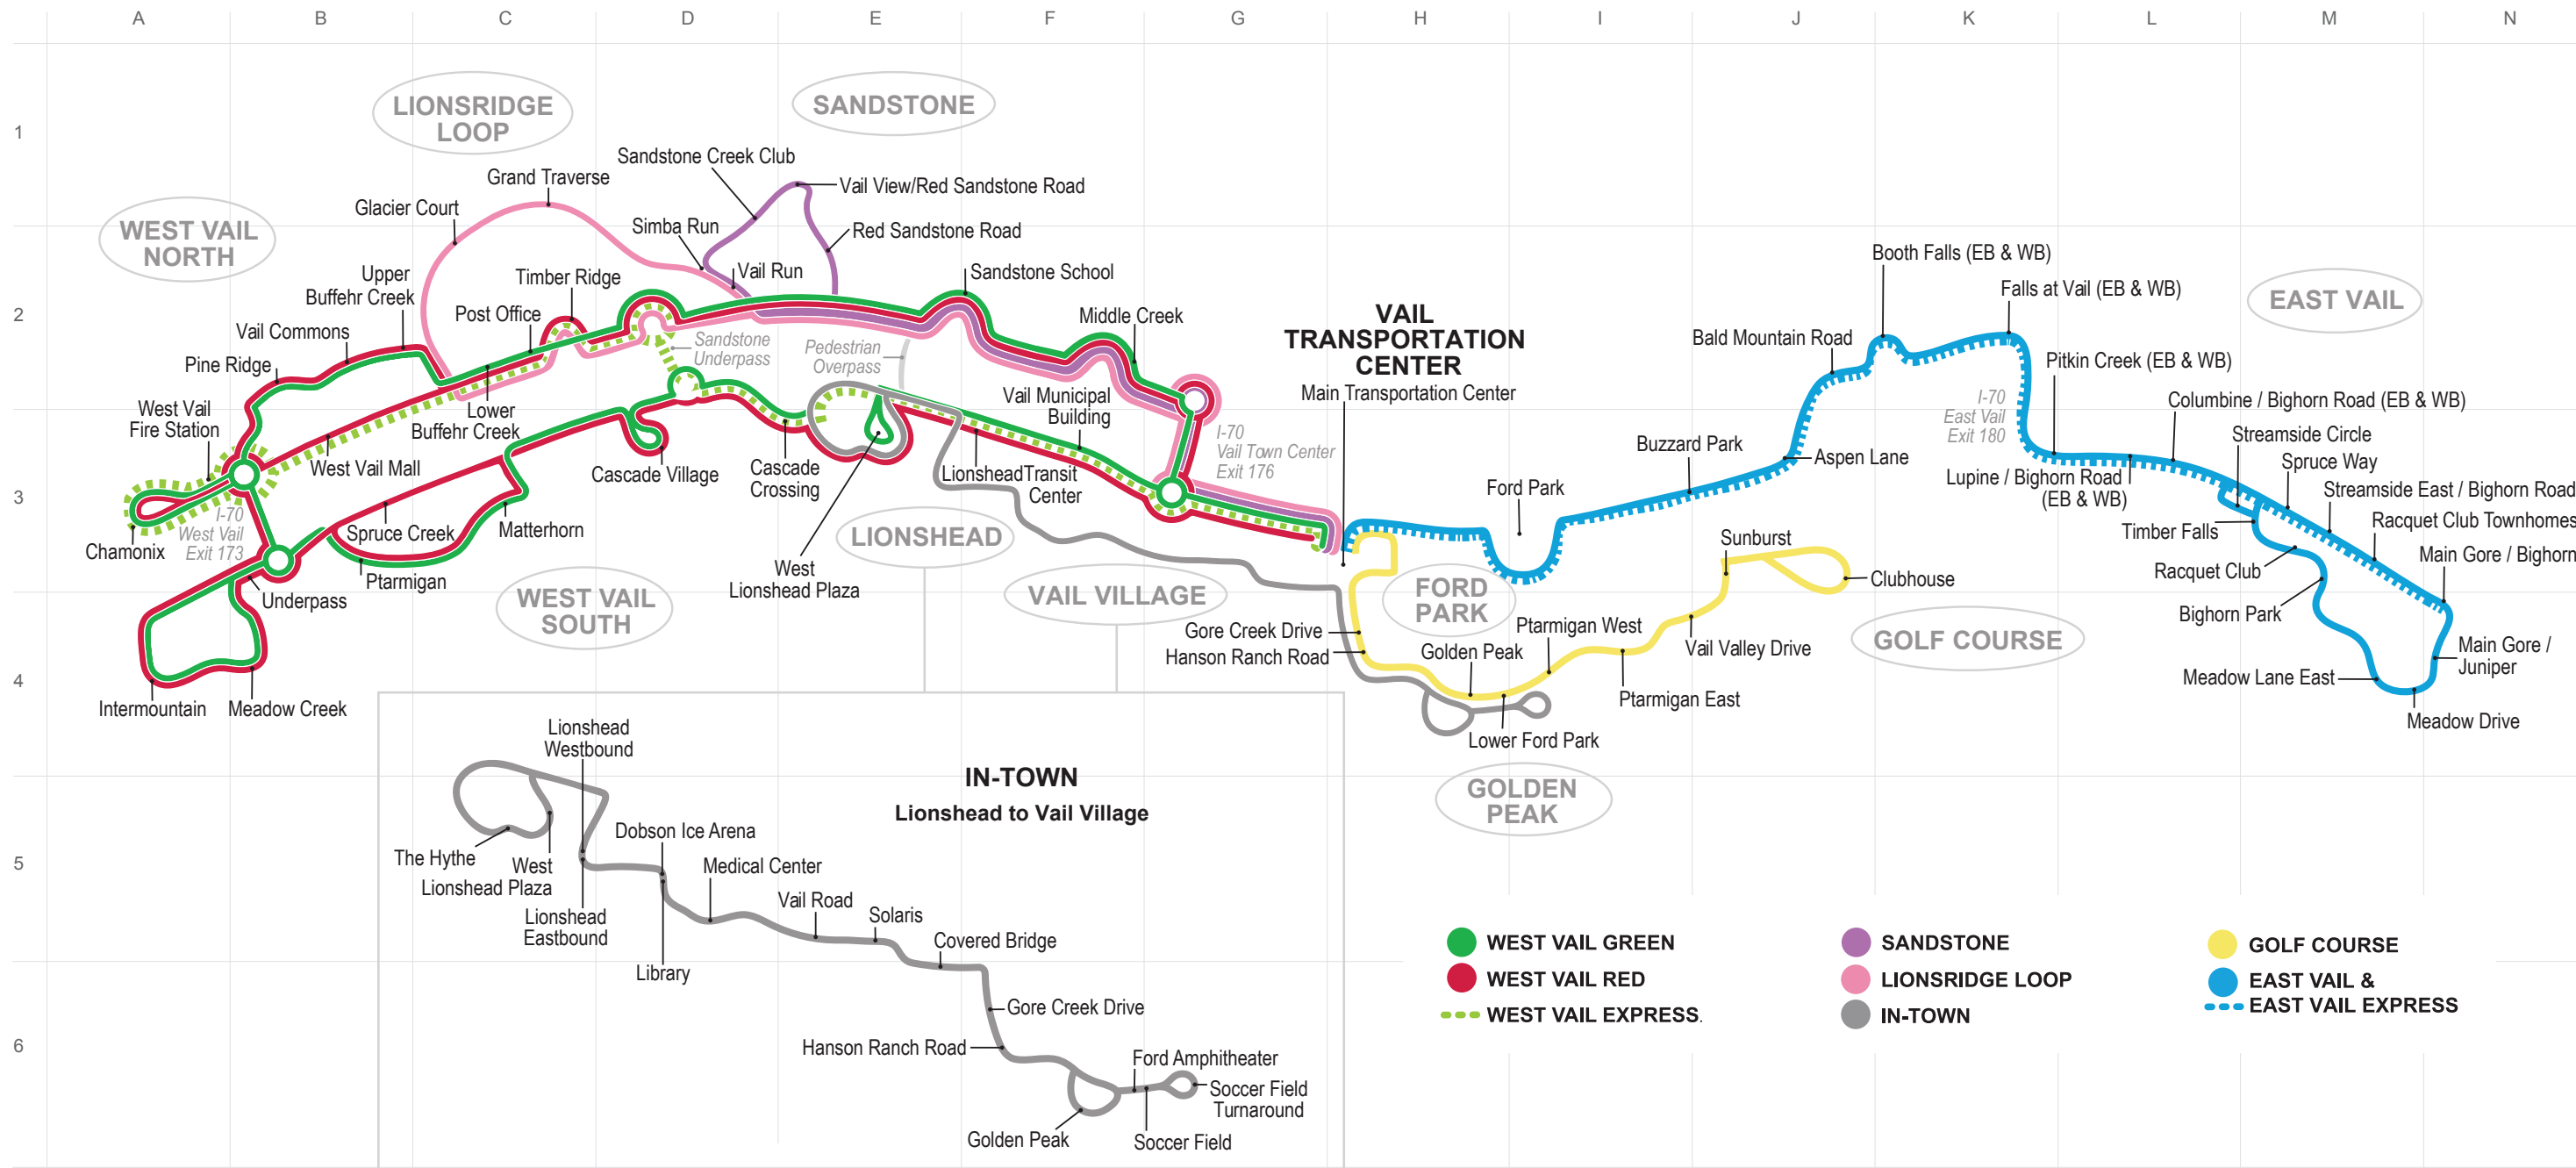 A B C D E F G H I J K L M N
1
2
3
4
5
6
LIONSRIDGE
LOOP
SANDSTONE
WEST VAIL
NORTH
Sandstone Creek Club
Grand Traverse
Vail View/Red Sandstone Road
Glacier Court
Simba Run
Red Sandstone Road
Upper
Buffehr Creek
Timber Ridge
Vail Run
Sandstone School
Post Office
Vail Commons
Pine Ridge
Middle Creek
Sandstone
Underpass
Pedestrian
Overpass
West Vail
Fire Station
Lower
Buffehr Creek
West Vail Mall
Vail Municipal
Building
Cascade Village
Cascade
Crossing
LionsheadTransit
Center
I-70
Vail Town Center
Exit 176
I-70
West Vail
Exit 173
Chamonix
Spruce Creek
Matterhorn
Ptarmigan
Underpass
West
Lionshead Plaza
LIONSHEAD
WEST VAIL
SOUTH
VAIL VILLAGE
Intermountain
Meadow Creek
VAIL
TRANSPORTATION
CENTER
Main Transportation Center
Ford Park
FORD
PARK
Gore Creek Drive
Hanson Ranch Road
Golden Peak
Ptarmigan West
Ptarmigan East
Lower Ford Park
Vail Valley Drive
Sunburst
Clubhouse
GOLF COURSE
GOLDEN
PEAK
Buzzard Park
Aspen Lane
Bald Mountain Road
Booth Falls (EB & WB)
Falls at Vail (EB & WB)
EAST VAIL
I-70
East Vail
Exit 180
Pitkin Creek (EB & WB)
Columbine / Bighorn Road (EB & WB)
Lupine / Bighorn Road
(EB & WB)
Streamside Circle
Spruce Way
Streamside East / Bighorn Road
Racquet Club Townhomes
Main Gore / Bighorn
Timber Falls
Racquet Club
Bighorn Park
Main Gore /
Juniper
Meadow Lane East
Meadow Drive
IN-TOWN
Lionshead to Vail Village
Lionshead
Westbound
The Hythe
West
Lionshead Plaza
Lionshead
Eastbound
Dobson Ice Arena
Library
Medical Center
Vail Road
Solaris
Covered Bridge
Gore Creek Drive
Hanson Ranch Road
Ford Amphitheater
Soccer Field
Turnaround
Golden Peak
Soccer Field
WEST VAIL GREEN
WEST VAIL RED
WEST VAIL EXPRESS.
SANDSTONE
LIONSRIDGE LOOP
IN-TOWN
GOLF COURSE
EAST VAIL &
EAST VAIL EXPRESS